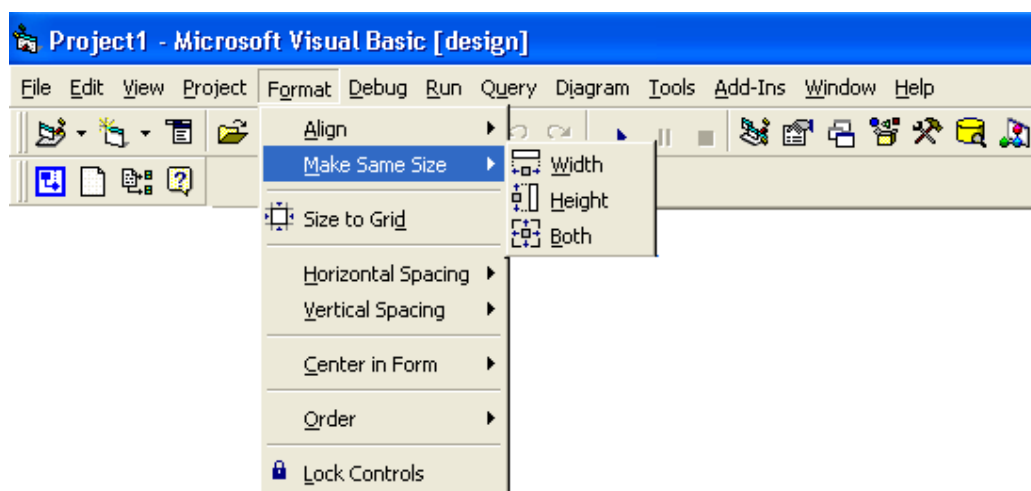 Project1 - Microsoft Visual Basic [design]
File Edit View Project Format Debug Run Query Diagram Tools Add-Ins Window Help
Align
Make Same Size
Width
Height
Both
Size to Grid
Horizontal Spacing
Vertical Spacing
Center in Form
Order
Lock Controls